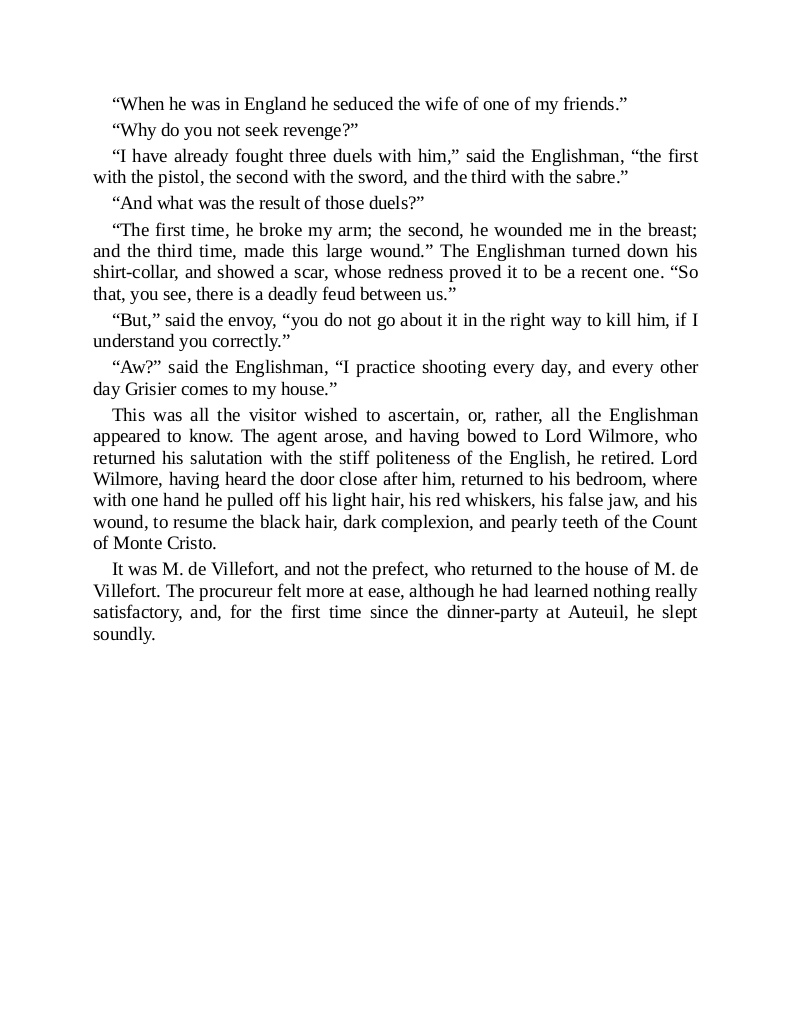 “When he was in England he seduced the wife of one of my friends.”
“Why do you not seek revenge?”
“I have already fought three duels with him,” said the Englishman, “the first
with the pistol, the second with the sword, and the third with the sabre.”
“And what was the result of those duels?”
“The first time, he broke my arm; the second, he wounded me in the breast;
and the third time, made this large wound.” The Englishman turned down his
shirt-collar, and showed a scar, whose redness proved it to be a recent one. “So
that, you see, there is a deadly feud between us.”
“But,” said the envoy, “you do not go about it in the right way to kill him, if I
understand you correctly.”
“Aw?” said the Englishman, “I practice shooting every day, and every other
day Grisier comes to my house.”
This was all the visitor wished to ascertain, or, rather, all the Englishman
appeared to know. The agent arose, and having bowed to Lord Wilmore, who
returned his salutation with the stiff politeness of the English, he retired. Lord
Wilmore, having heard the door close after him, returned to his bedroom, where
with one hand he pulled off his light hair, his red whiskers, his false jaw, and his
wound, to resume the black hair, dark complexion, and pearly teeth of the Count
of Monte Cristo.
It was M. de Villefort, and not the prefect, who returned to the house of M. de
Villefort. The procureur felt more at ease, although he had learned nothing really
satisfactory, and, for the first time since the dinner-party at Auteuil, he slept
soundly.